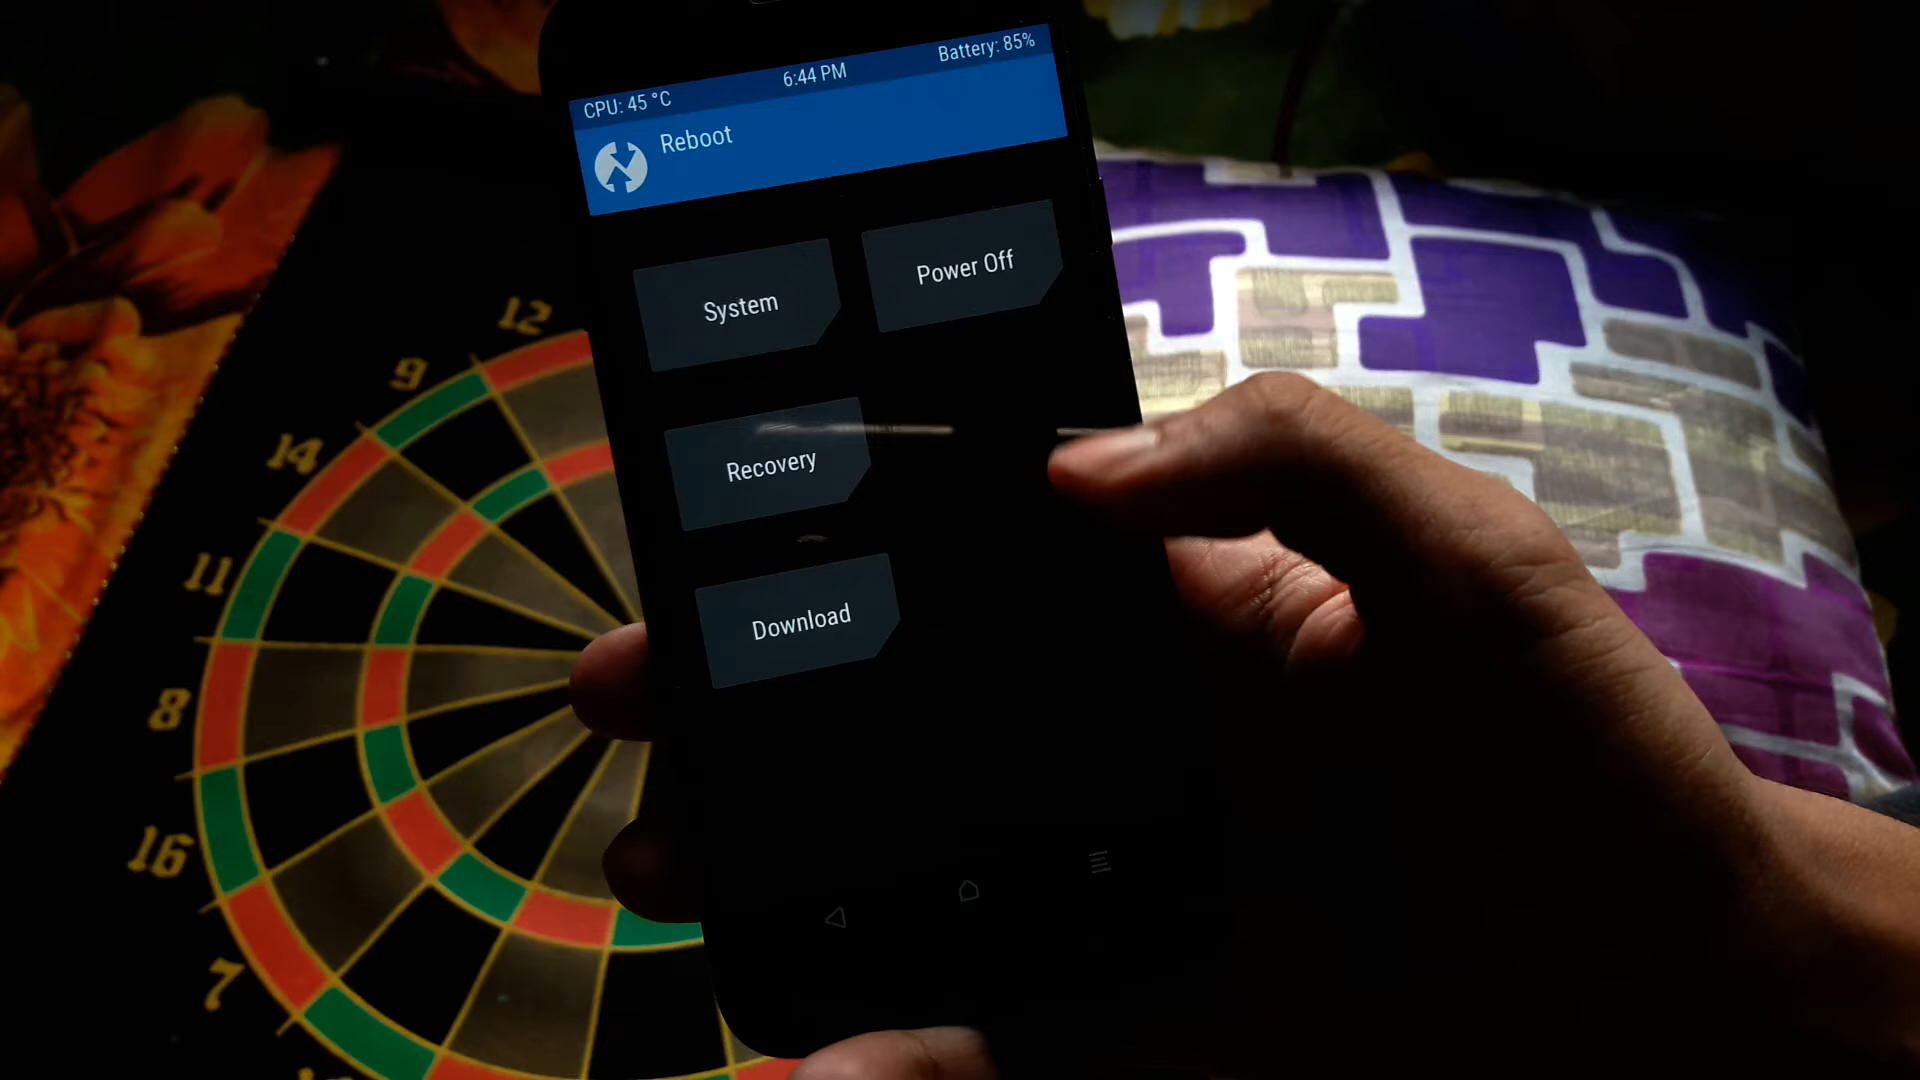 CPU: 45 °C
6:44 PM
Battery: 85%
Reboot
System
Power Off
Recovery
Download
12
9
14
11
8
16
7